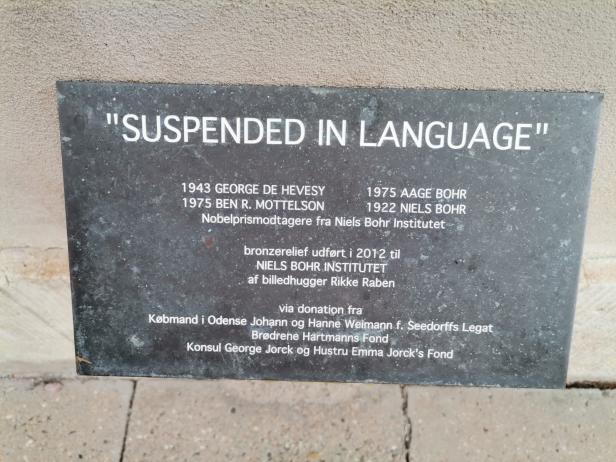 "SUSPENDED IN LANGUAGE"
1943 GEORGE DE HEVESY 1975 AAGE BOHR
1975 BEN R. MOTTELSON 1922 NIELS BOHR
Nobelprismodtagere fra Niels Bohr Institutet
bronzerelief udført i 2012 til
NIELS BOHR INSTITUTET
af billedhugger Rikke Raben
via donation fra
Købmand i Odense Johann og Hanne Weimann f. Seedorffs Legat
Brødrene Hartmanns Fond
Konsul George Jorck og Hustru Emma Jorck's Fond